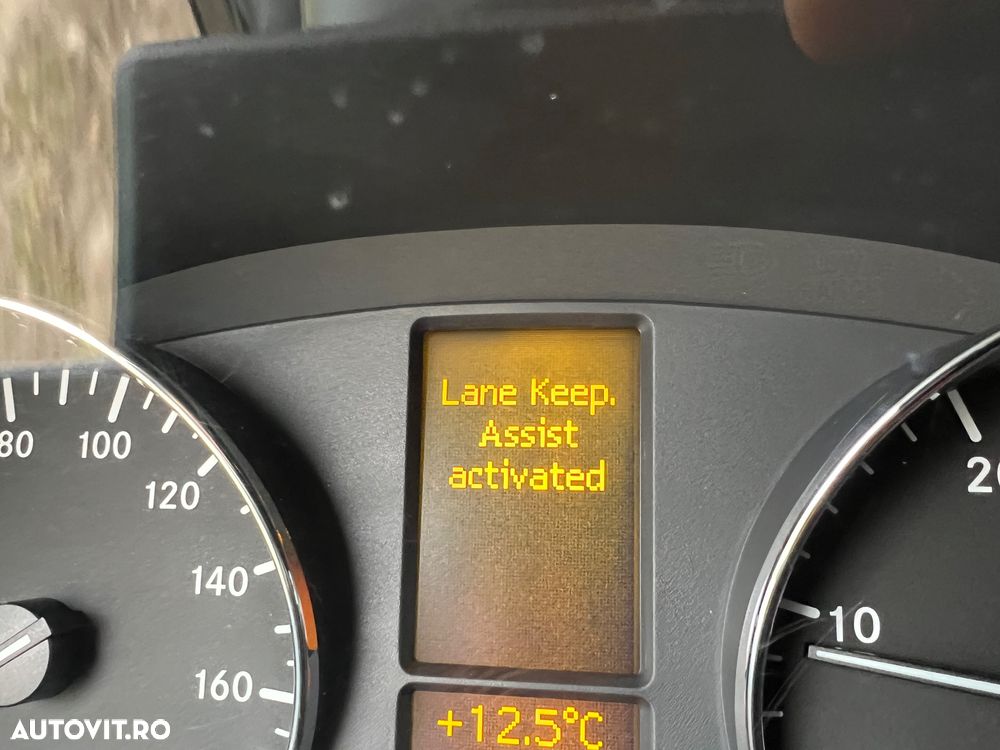 Lane Keep.
Assist
activated
80
100
120
140
160
20
10
+12.5°C
AUTOVIT.RO